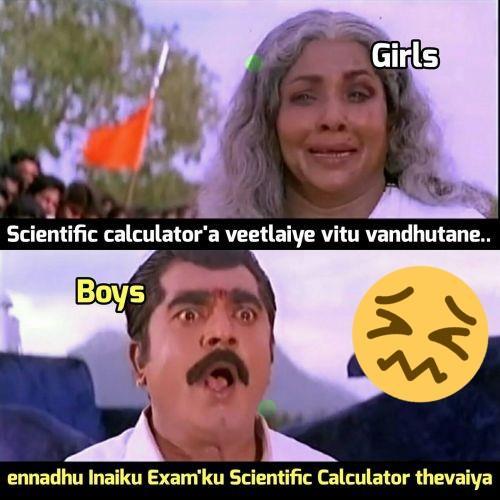 Girls
Scientific calculator'a veetlaiye vitu vandhutane..
Boys
ennadhu Inaiku Exam'ku Scientific Calculator thevaiya